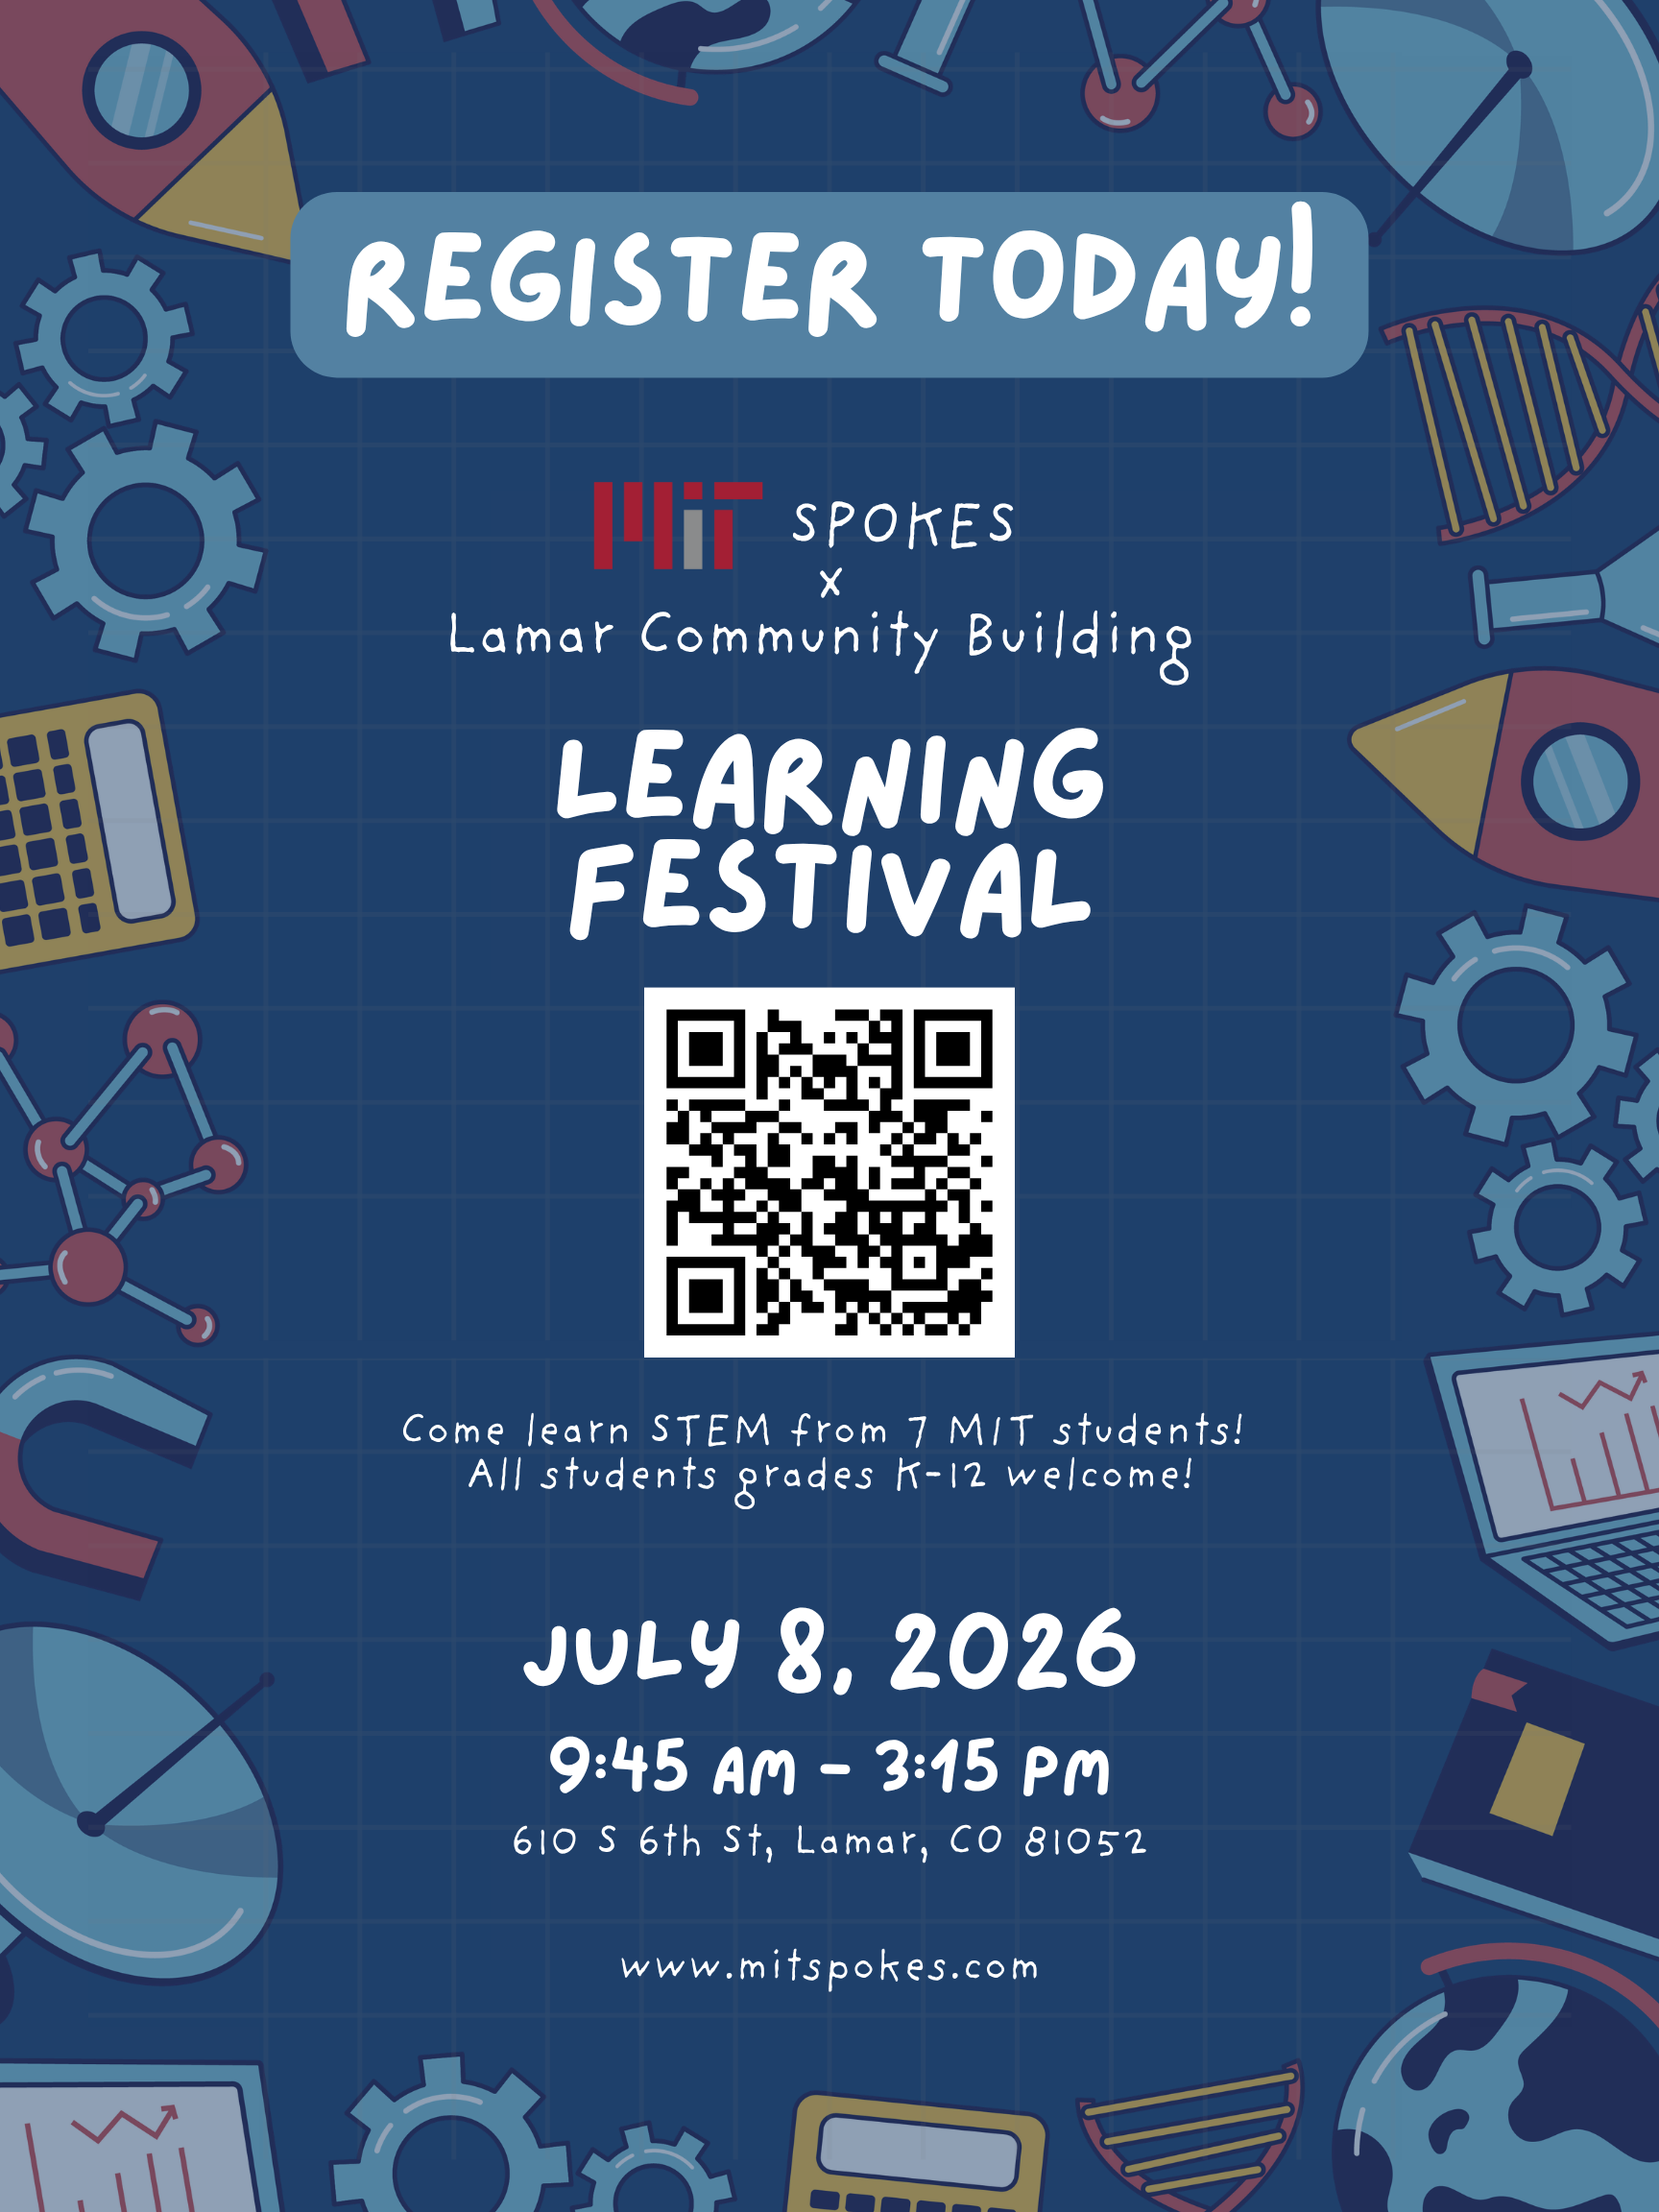 REGISTER TODAY!
MIT SPOKES
x
Lamar Community Building
LEARNING
FESTIVAL
Come learn STEM from 7 MIT students!
All students grades K-12 welcome!
JULY 8, 2026
9:45 AM - 3:15 PM
610 S 6th St, Lamar, CO 81052
www.mitspokes.com